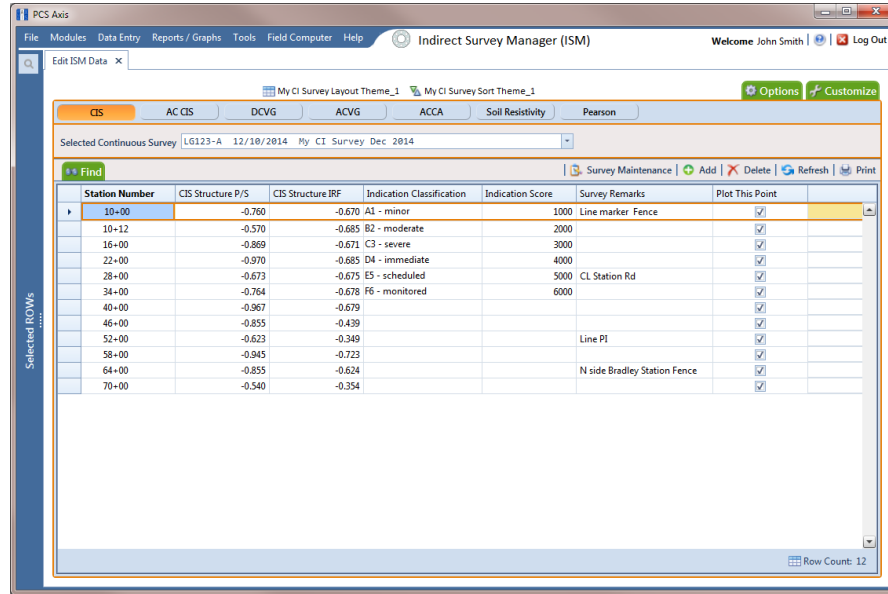 PCS Axis
File Modules Data Entry Reports / Graphs Tools Field Computer Help Indirect Survey Manager (ISM) Welcome John Smith Log Out
Edit ISM Data
My CI Survey Layout Theme_1 My CI Survey Sort Theme_1 Options Customize
CIS AC CIS DCVG ACVG ACCA Soil Resistivity Pearson
Selected Continuous Survey LG123-A 12/10/2014 My CI Survey Dec 2014
Find Survey Maintenance Add Delete Refresh Print
Station Number CIS Structure P/S CIS Structure IRF Indication Classification Indication Score Survey Remarks Plot This Point
10+00 -0.760 -0.670 A1 - minor 1000 Line marker Fence
10+12 -0.570 -0.685 B2 - moderate 2000
16+00 -0.869 -0.671 C3 - severe 3000
22+00 -0.970 -0.685 D4 - immediate 4000
28+00 -0.673 -0.675 E5 - scheduled 5000 CL Station Rd
34+00 -0.764 -0.678 F6 - monitored 6000
40+00 -0.967 -0.679
46+00 -0.855 -0.439
52+00 -0.623 -0.349 Line PI
58+00 -0.945 -0.723
64+00 -0.855 -0.624 N side Bradley Station Fence
70+00 -0.540 -0.354
Selected ROWs
Row Count: 12